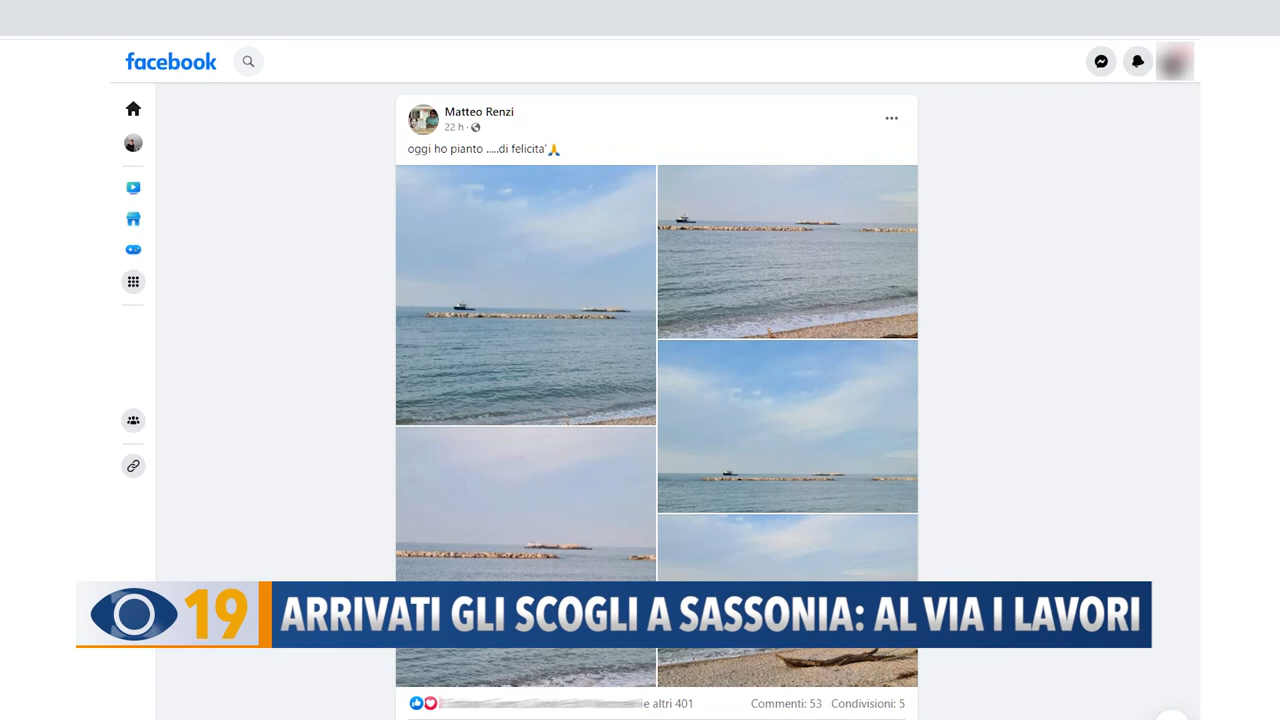 facebook
Matteo Renzi
22 h ·
oggi ho pianto .....di felicita'🙏
19 ARRIVATI GLI SCOGLI A SASSONIA: AL VIA I LAVORI
e altri 401 Commenti: 53 Condivisioni: 5